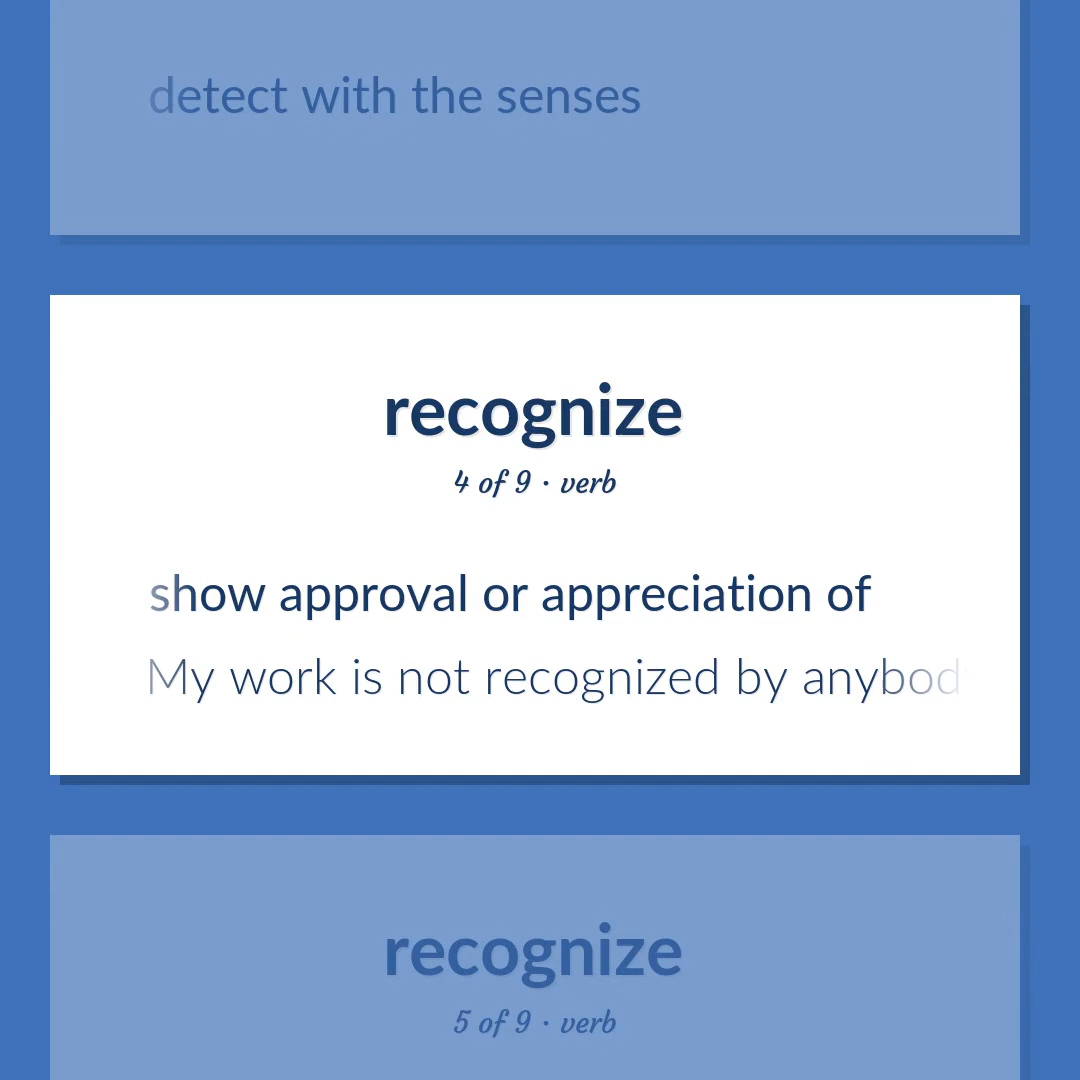 detect with the senses
recognize
4 of 9 · verb
show approval or appreciation of
My work is not recognized by anybod
recognize
5 of 9 · verb